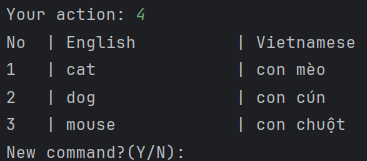 Your action: 4
No | English | Vietnamese
1 | cat | con mèo
2 | dog | con cún
3 | mouse | con chuột
New command?(Y/N):